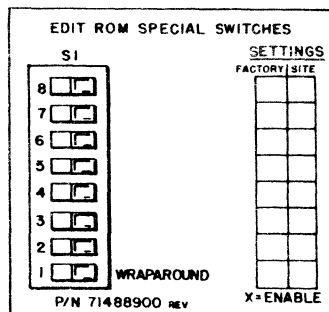 EDIT ROM SPECIAL SWITCHES
S1
SETTINGS
FACTORY SITE
8
7
6
5
4
3
2
1 WRAPAROUND
P/N 71488900 REV
X=ENABLE